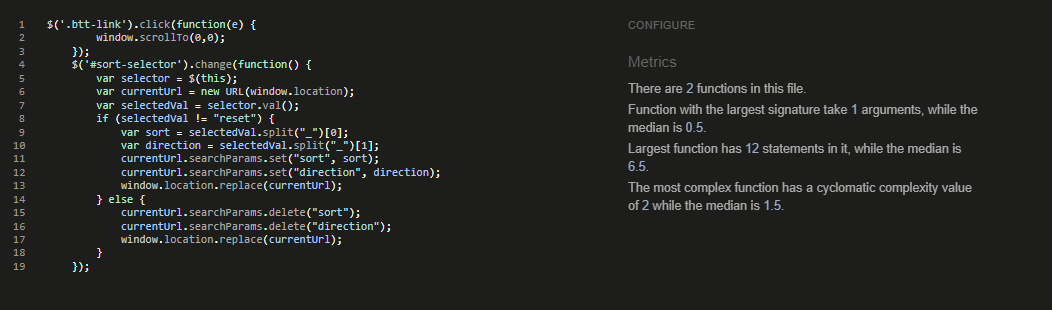 1 $('.btt-link').click(function(e) {
2 window.scrollTo(0,0);
3 });
4 $('#sort-selector').change(function() {
5 var selector = $(this);
6 var currentUrl = new URL(window.location);
7 var selectedVal = selector.val();
8 if (selectedVal != "reset") {
9 var sort = selectedVal.split("_")[0];
10 var direction = selectedVal.split("_")[1];
11 currentUrl.searchParams.set("sort", sort);
12 currentUrl.searchParams.set("direction", direction);
13 window.location.replace(currentUrl);
14 } else {
15 currentUrl.searchParams.delete("sort");
16 currentUrl.searchParams.delete("direction");
17 window.location.replace(currentUrl);
18 }
19 });
CONFIGURE
Metrics
There are 2 functions in this file.
Function with the largest signature take 1 arguments, while the
median is 0.5.
Largest function has 12 statements in it, while the median is
6.5.
The most complex function has a cyclomatic complexity value
of 2 while the median is 1.5.